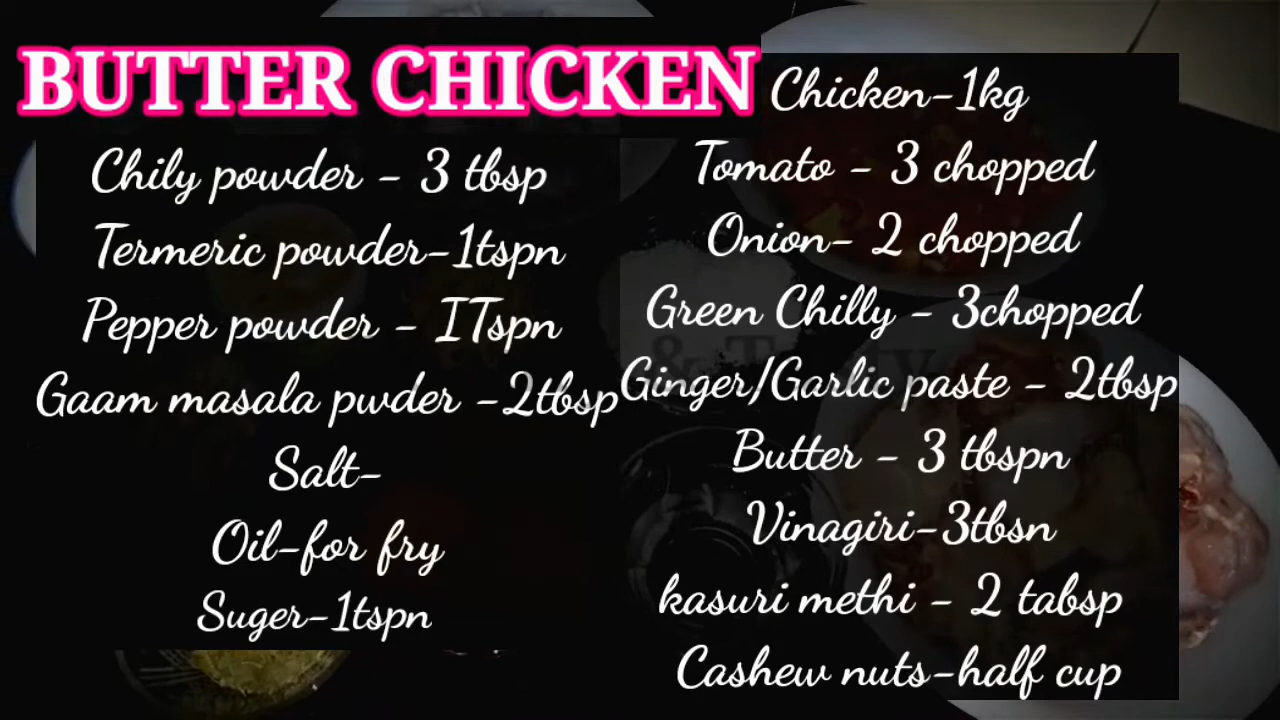 BUTTER CHICKEN
Chily powder - 3 tbsp
Termeric powder-1tspn
Pepper powder - 1Tspn
Gaam masala pwder -2tbsp
Salt-
Oil-for fry
Suger-1tspn
Chicken-1kg
Tomato - 3 chopped
Onion- 2 chopped
Green Chilly - 3chopped
Ginger/Garlic paste - 2tbsp
Butter - 3 tbspn
Vinagiri-3tbsn
kasuri methi - 2 tabsp
Cashew nuts-half cup